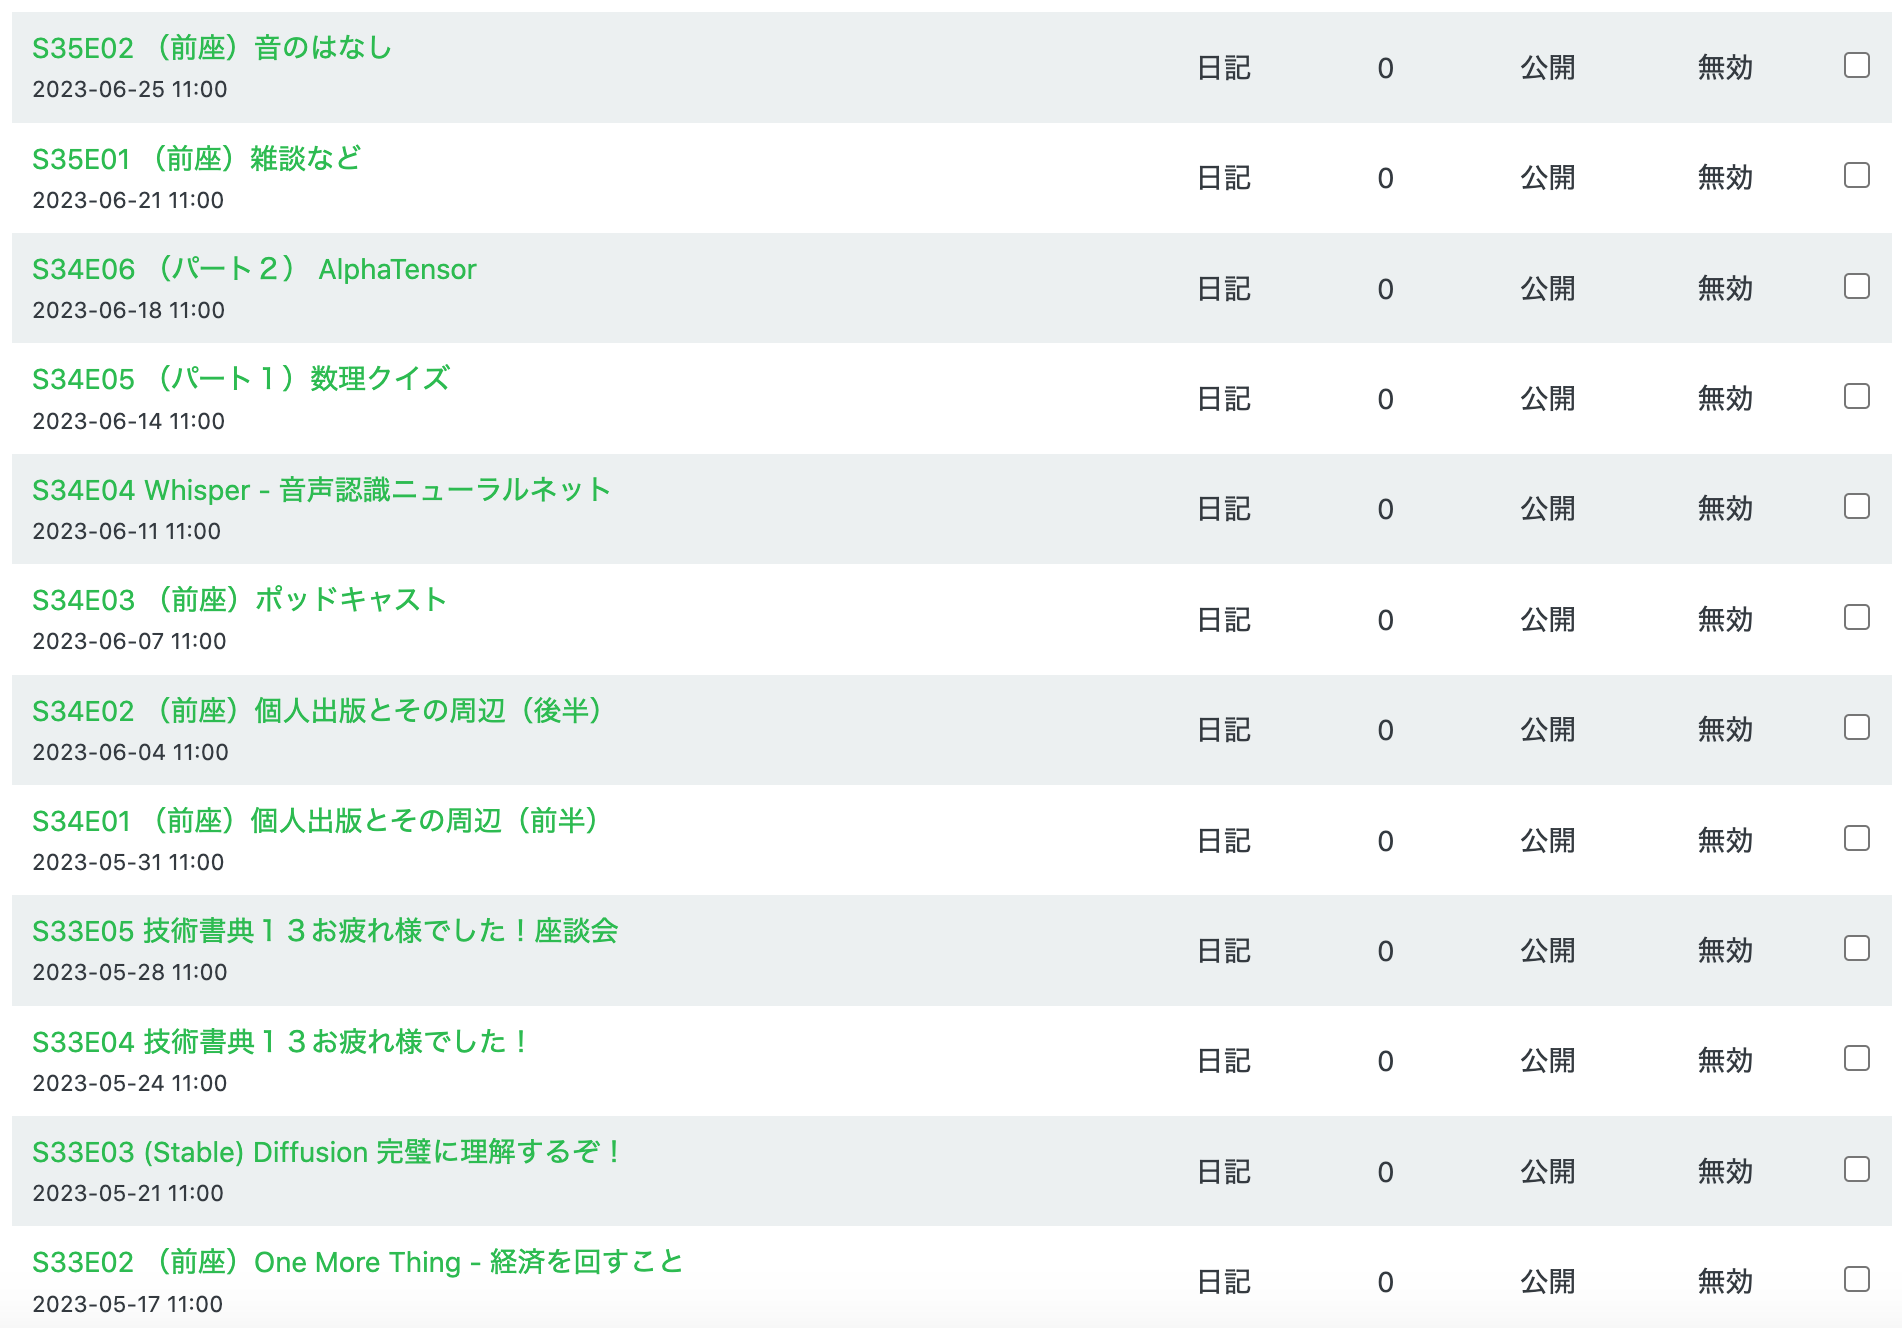 S35E02 （前座）音のはなし
2023-06-25 11:00
日記 0 公開 無効
S35E01 （前座）雑談など
2023-06-21 11:00
日記 0 公開 無効
S34E06 （パート２） AlphaTensor
2023-06-18 11:00
日記 0 公開 無効
S34E05 （パート１）数理クイズ
2023-06-14 11:00
日記 0 公開 無効
S34E04 Whisper - 音声認識ニューラルネット
2023-06-11 11:00
日記 0 公開 無効
S34E03 （前座）ポッドキャスト
2023-06-07 11:00
日記 0 公開 無効
S34E02 （前座）個人出版とその周辺（後半）
2023-06-04 11:00
日記 0 公開 無効
S34E01 （前座）個人出版とその周辺（前半）
2023-05-31 11:00
日記 0 公開 無効
S33E05 技術書典１３お疲れ様でした！座談会
2023-05-28 11:00
日記 0 公開 無効
S33E04 技術書典１３お疲れ様でした！
2023-05-24 11:00
日記 0 公開 無効
S33E03 (Stable) Diffusion 完璧に理解するぞ！
2023-05-21 11:00
日記 0 公開 無効
S33E02 （前座）One More Thing - 経済を回すこと
2023-05-17 11:00
日記 0 公開 無効